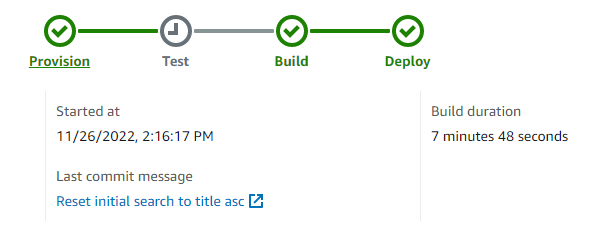 Provision Test Build Deploy
Started at
11/26/2022, 2:16:17 PM
Last commit message
Reset initial search to title asc
Build duration
7 minutes 48 seconds